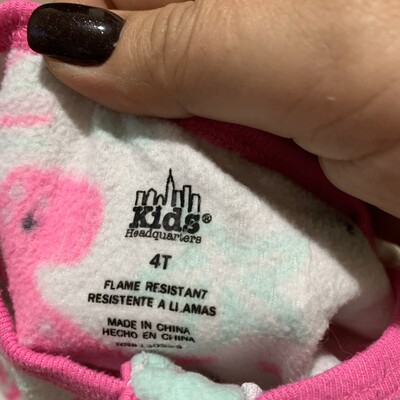 Kids®
Headquarters
4T
FLAME RESISTANT
RESISTENTE A LLAMAS
MADE IN CHINA
HECHO EN CHINA